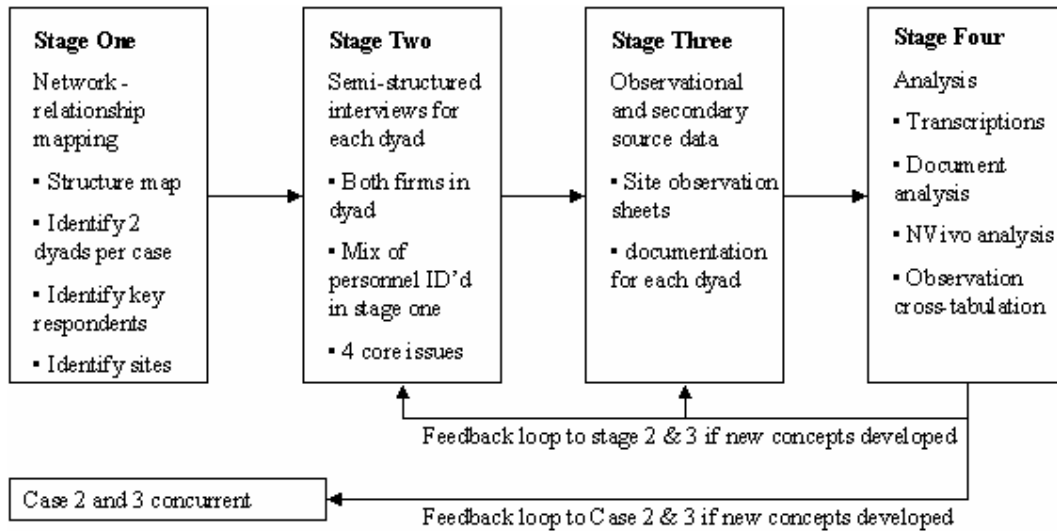 Stage One
Network -
relationship
mapping
▪ Structure map
▪ Identify 2
dyads per case
▪ Identify key
respondents
▪ Identify sites
Stage Two
Semi-structured
interviews for
each dyad
▪ Both firms in
dyad
▪ Mix of
personnel ID’d
in stage one
▪ 4 core issues
Stage Three
Observational
and secondary
source data
▪ Site observation
sheets
▪ documentation
for each dyad
Stage Four
Analysis
▪ Transcriptions
▪ Document
analysis
▪ NVivo analysis
▪ Observation
cross-tabulation
Feedback loop to stage 2 & 3 if new concepts developed
Case 2 and 3 concurrent
Feedback loop to Case 2 & 3 if new concepts developed